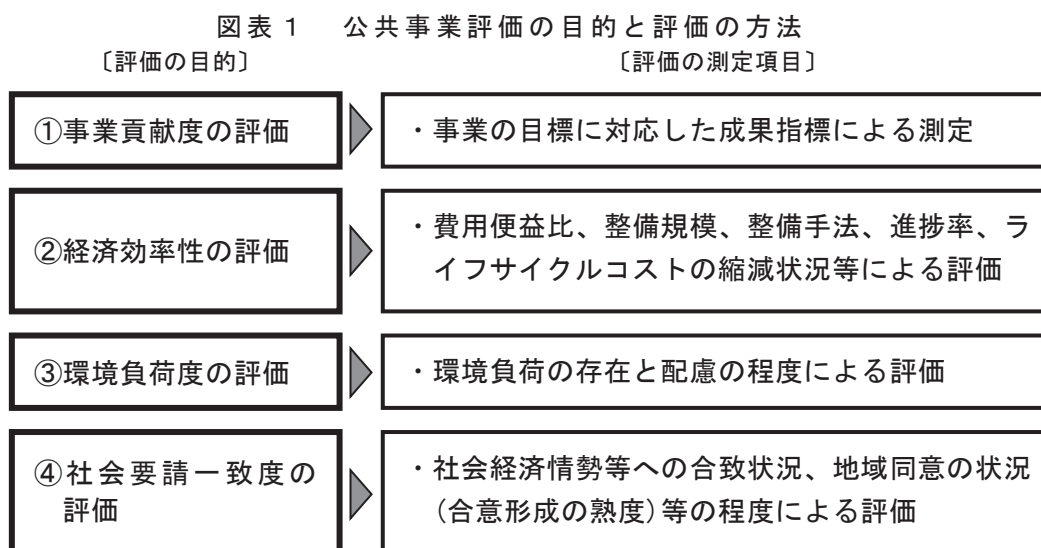 図表1 公共事業評価の目的と評価の方法
〔評価の目的〕 〔評価の測定項目〕
①事業貢献度の評価
・事業の目標に対応した成果指標による測定
②経済効率性の評価
・費用便益比、整備規模、整備手法、進捗率、ラ
イフサイクルコストの縮減状況等による評価
③環境負荷度の評価
・環境負荷の存在と配慮の程度による評価
④社会要請一致度の
評価
・社会経済情勢等への合致状況、地域同意の状況
(合意形成の熟度)等の程度による評価